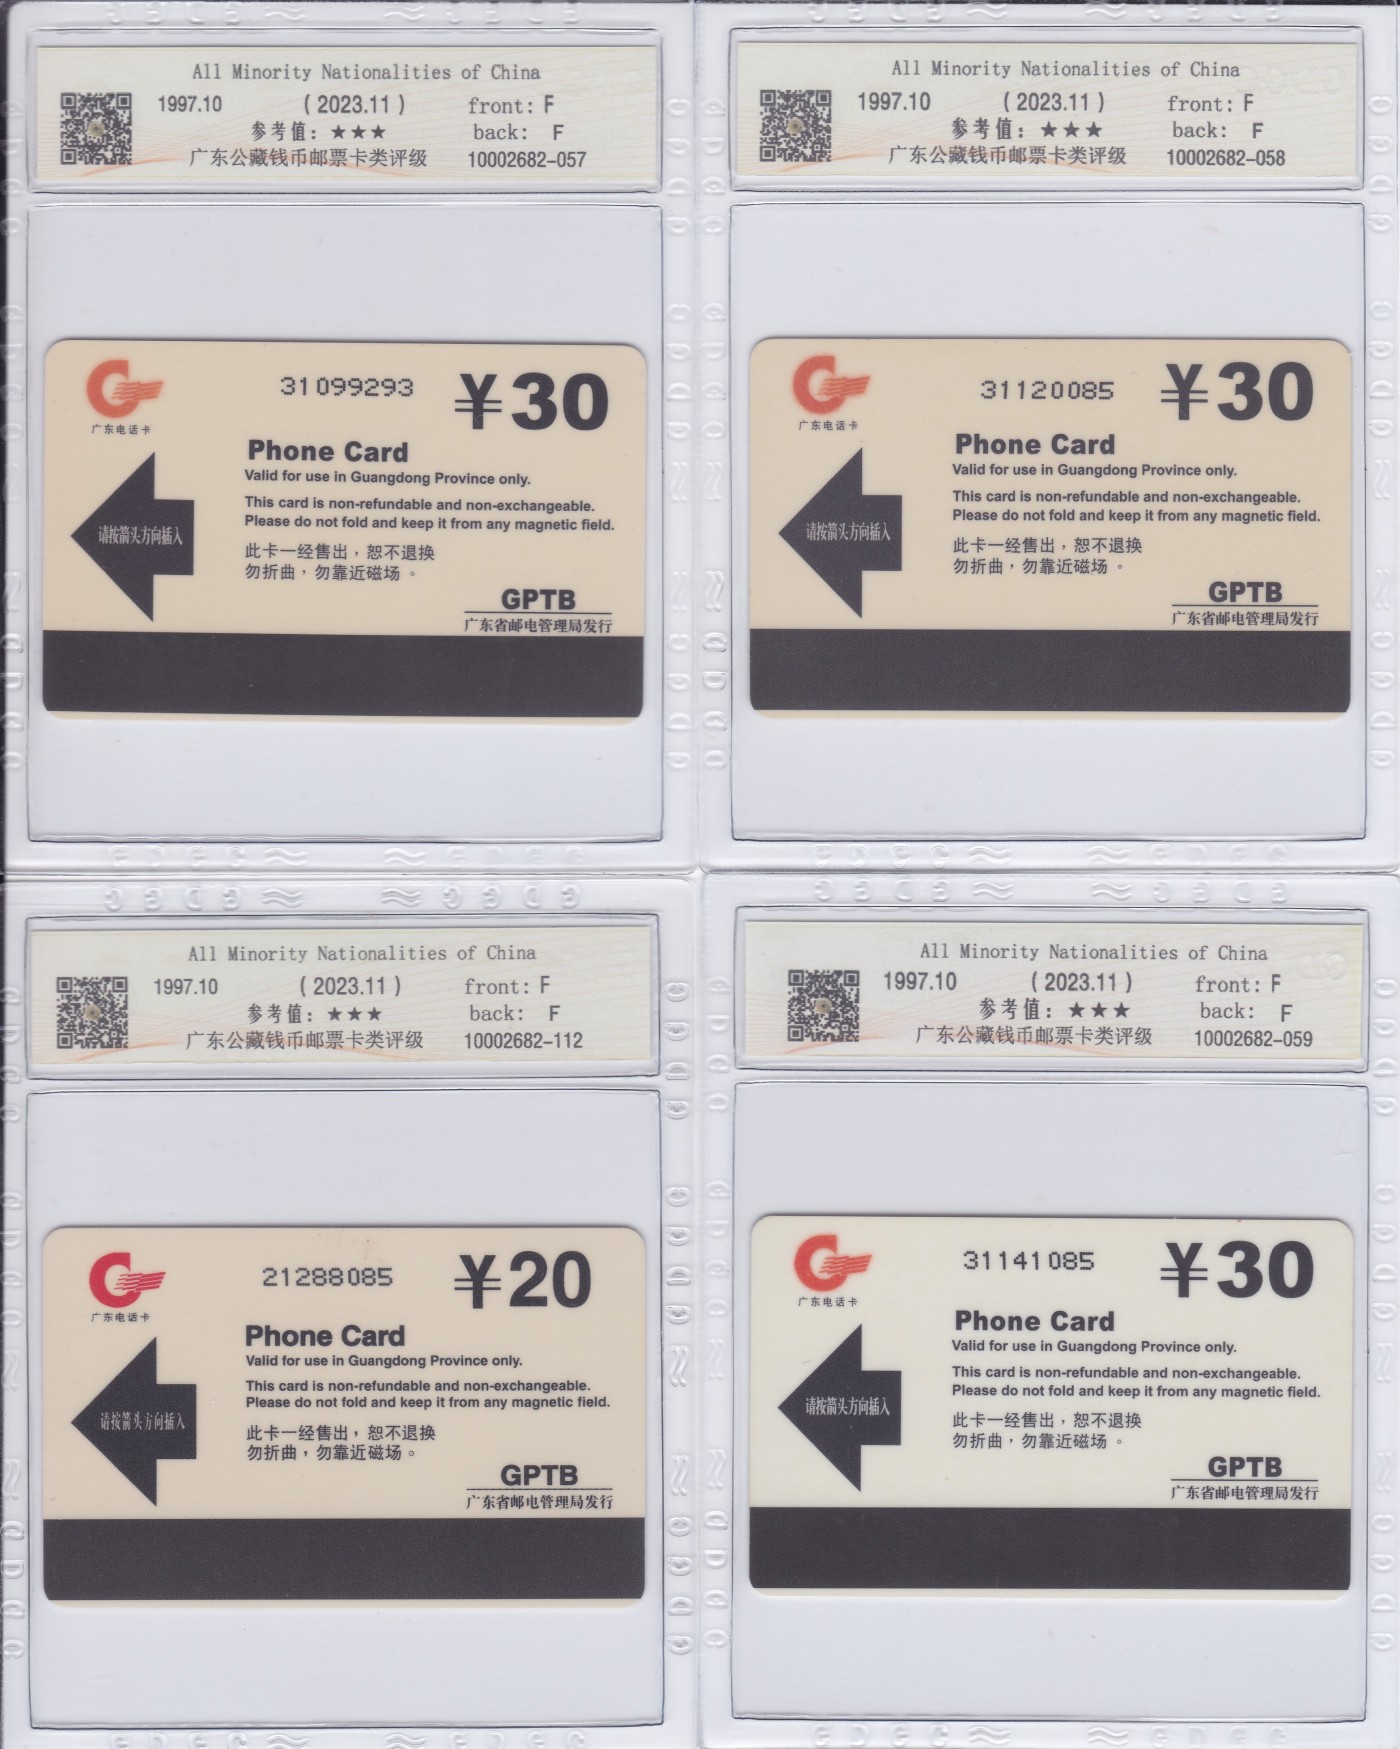 All Minority Nationalities of China
1997.10 (2023.11) front: F
参考值: ★★★ back: F
广东公藏钱币邮票卡类评级 10002682-057
广东电话卡
31099293
¥30
Phone Card
Valid for use in Guangdong Province only.
This card is non-refundable and non-exchangeable.
Please do not fold and keep it from any magnetic field.
请按箭头方向插入
此卡一经售出，恕不退换
勿折曲，勿靠近磁场。
GPTB
广东省邮电管理局发行
All Minority Nationalities of China
1997.10 (2023.11) front: F
参考值: ★★★ back: F
广东公藏钱币邮票卡类评级 10002682-058
广东电话卡
31120085
¥30
Phone Card
Valid for use in Guangdong Province only.
This card is non-refundable and non-exchangeable.
Please do not fold and keep it from any magnetic field.
请按箭头方向插入
此卡一经售出，恕不退换
勿折曲，勿靠近磁场。
GPTB
广东省邮电管理局发行
All Minority Nationalities of China
1997.10 (2023.11) front: F
参考值: ★★★ back: F
广东公藏钱币邮票卡类评级 10002682-112
广东电话卡
21288085
¥20
Phone Card
Valid for use in Guangdong Province only.
This card is non-refundable and non-exchangeable.
Please do not fold and keep it from any magnetic field.
请按箭头方向插入
此卡一经售出，恕不退换
勿折曲，勿靠近磁场。
GPTB
广东省邮电管理局发行
All Minority Nationalities of China
1997.10 (2023.11) front: F
参考值: ★★★ back: F
广东公藏钱币邮票卡类评级 10002682-059
广东电话卡
31141085
¥30
Phone Card
Valid for use in Guangdong Province only.
This card is non-refundable and non-exchangeable.
Please do not fold and keep it from any magnetic field.
请按箭头方向插入
此卡一经售出，恕不退换
勿折曲，勿靠近磁场。
GPTB
广东省邮电管理局发行